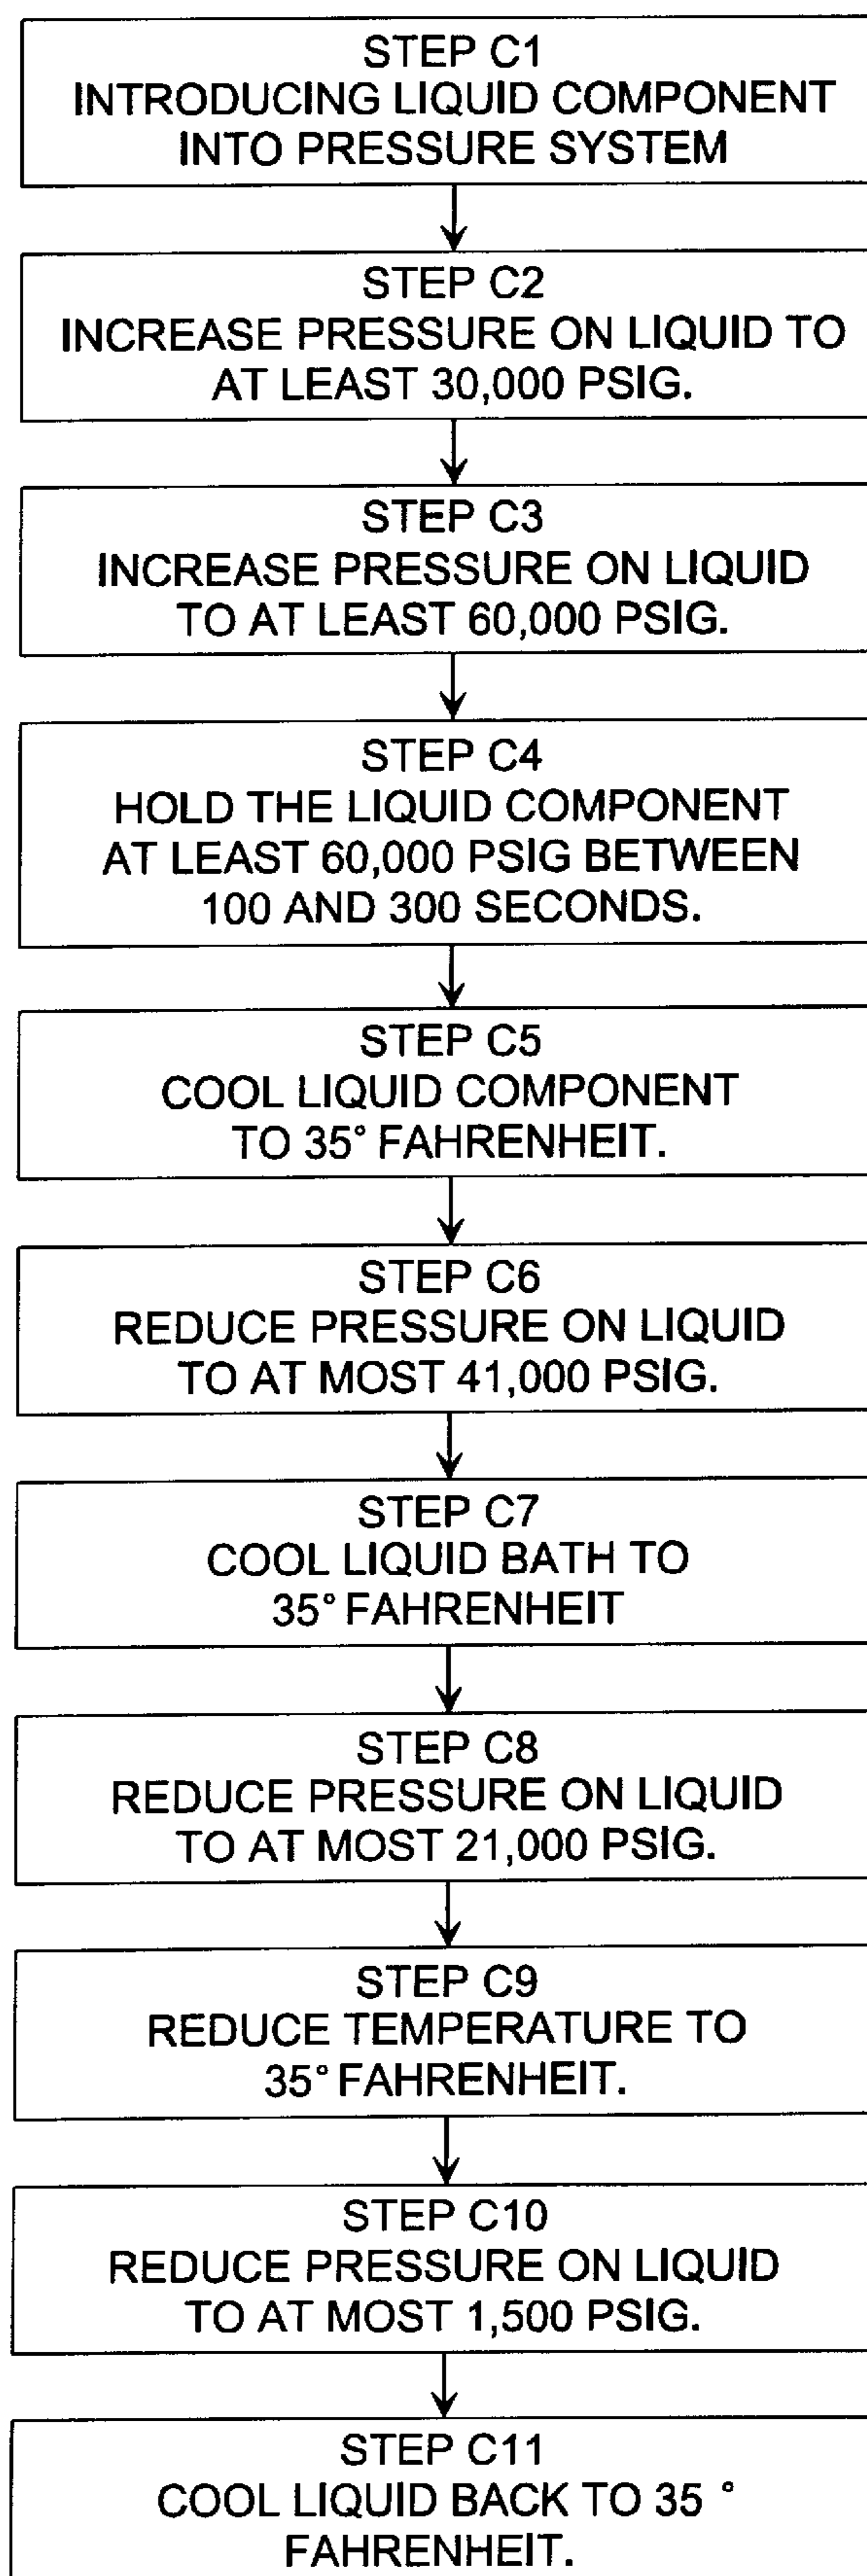 STEP C1
INTRODUCING LIQUID COMPONENT
INTO PRESSURE SYSTEM
STEP C2
INCREASE PRESSURE ON LIQUID TO
AT LEAST 30,000 PSIG.
STEP C3
INCREASE PRESSURE ON LIQUID
TO AT LEAST 60,000 PSIG.
STEP C4
HOLD THE LIQUID COMPONENT
AT LEAST 60,000 PSIG BETWEEN
100 AND 300 SECONDS.
STEP C5
COOL LIQUID COMPONENT
TO 35° FAHRENHEIT.
STEP C6
REDUCE PRESSURE ON LIQUID
TO AT MOST 41,000 PSIG.
STEP C7
COOL LIQUID BATH TO
35° FAHRENHEIT
STEP C8
REDUCE PRESSURE ON LIQUID
TO AT MOST 21,000 PSIG.
STEP C9
REDUCE TEMPERATURE TO
35° FAHRENHEIT.
STEP C10
REDUCE PRESSURE ON LIQUID
TO AT MOST 1,500 PSIG.
STEP C11
COOL LIQUID BACK TO 35 °
FAHRENHEIT.